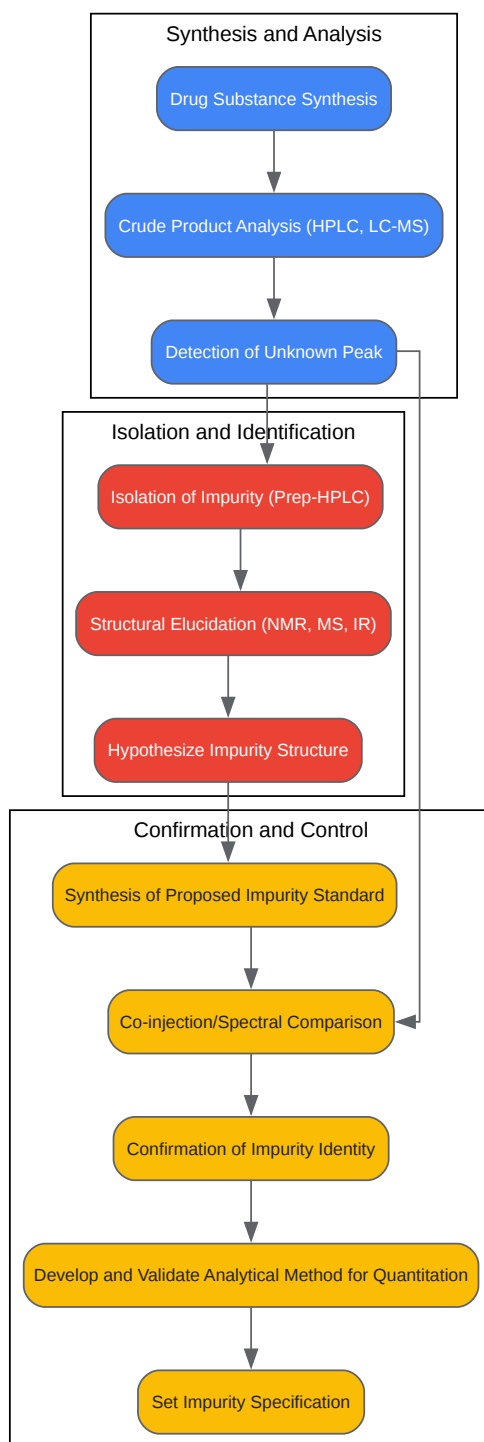 Synthesis and Analysis
Drug Substance Synthesis
Crude Product Analysis (HPLC, LC-MS)
Detection of Unknown Peak
Isolation and Identification
Isolation of Impurity (Prep-HPLC)
Structural Elucidation (NMR, MS, IR)
Hypothesize Impurity Structure
Confirmation and Control
Synthesis of Proposed Impurity Standard
Co-injection/Spectral Comparison
Confirmation of Impurity Identity
Develop and Validate Analytical Method for Quantitation
Set Impurity Specification